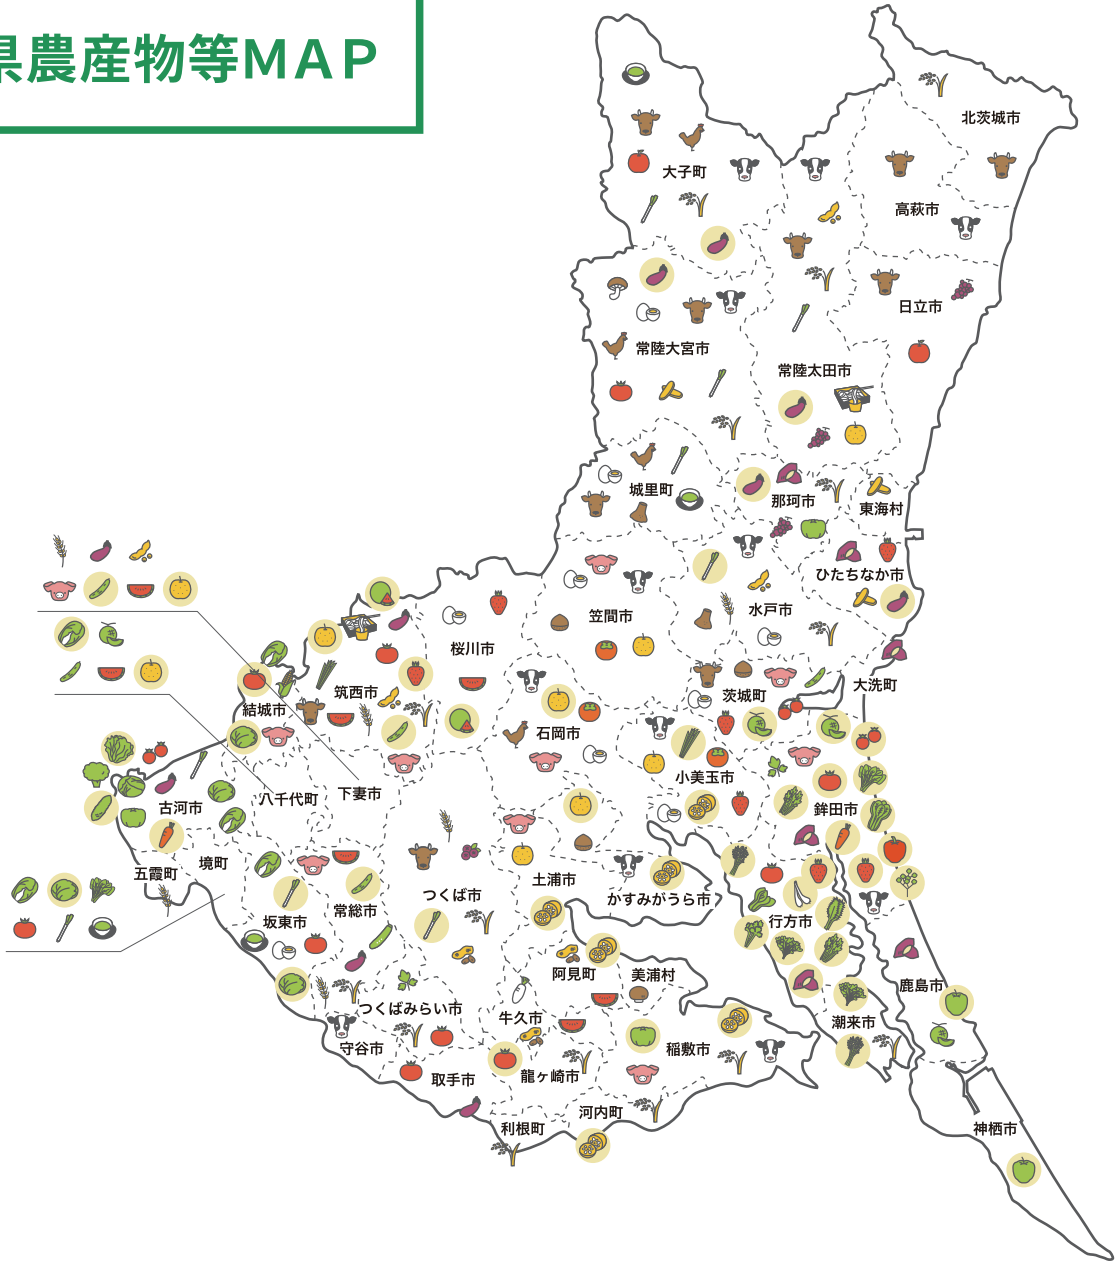 県農産物等MAP
北茨城市
大子町
高萩市
日立市
常陸大宮市
常陸太田市
城里町
那珂市
東海村
ひたちなか市
水戸市
笠間市
桜川市
大洗町
茨城町
筑西市
結城市
石岡市
小美玉市
下妻市
八千代町
古河市
鉾田市
境町
五霞町
土浦市
つくば市
かすみがうら市
常総市
坂東市
行方市
阿見町
美浦村
鹿島市
つくばみらい市
牛久市
潮来市
守谷市
稲敷市
龍ヶ崎市
取手市
河内町
利根町
神栖市